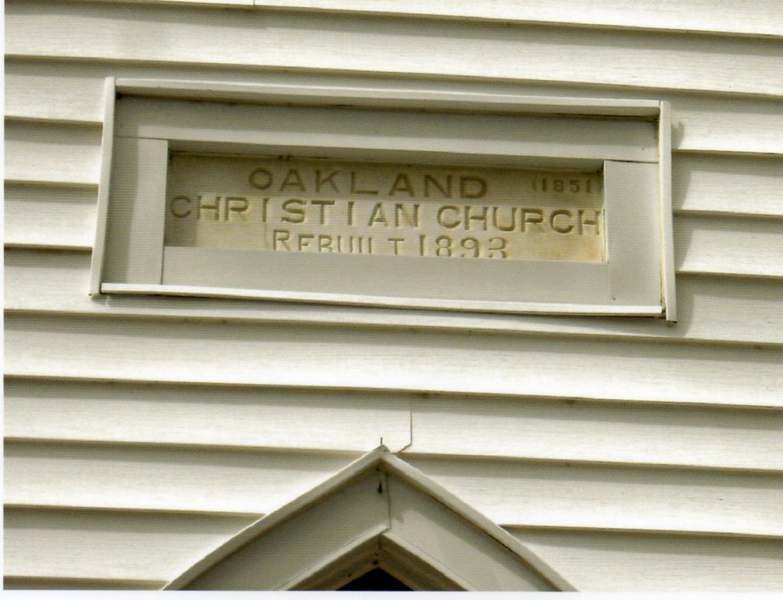 OAKLAND (1851)
CHRISTIAN CHURCH
REBUILT 1893